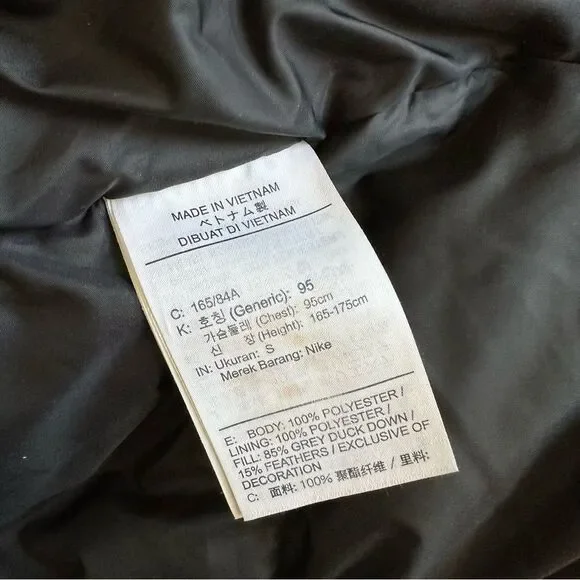 MADE IN VIETNAM
ベトナム製
DIBUAT DI VIETNAM
C: 165/84A
K: 호칭 (Generic): 95
가슴둘레 (Chest): 95cm
신 장 (Height): 165-175cm
IN: Ukuran: S
Merek Barang: Nike
E: BODY: 100% POLYESTER /
LINING: 100% POLYESTER /
FILL: 85% GREY DUCK DOWN /
15% FEATHERS / EXCLUSIVE OF
DECORATION
C: 面料: 100% 聚酯纤维 / 里料: